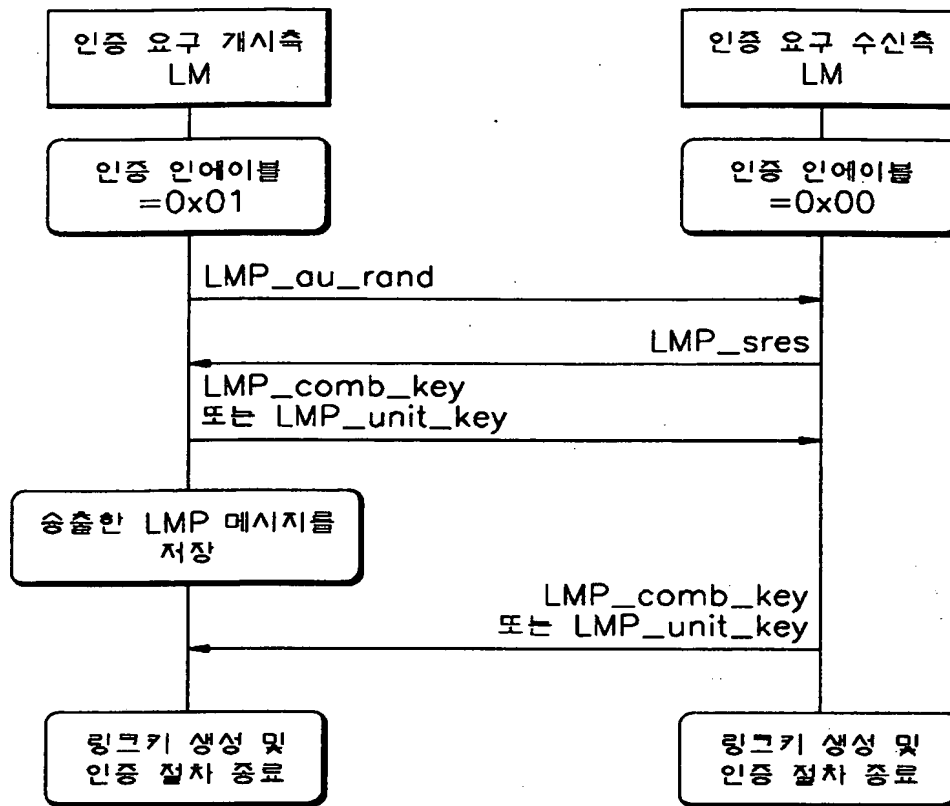 인증 요구 개시측
LM
인증 요구 수신측
LM
인증 인에이블
=0x01
인증 인에이블
=0x00
LMP_au_rand
LMP_sres
LMP_comb_key
또는 LMP_unit_key
송출한 LMP 메시지를
저장
LMP_comb_key
또는 LMP_unit_key
링크키 생성 및
인증 절차 종료
링크키 생성 및
인증 절차 종료